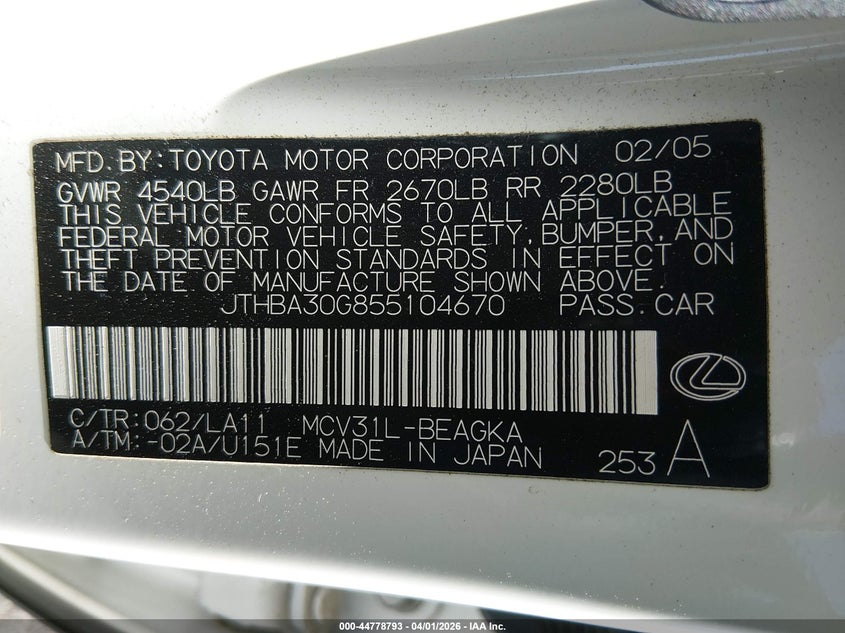 MFD. BY: TOYOTA MOTOR CORPORATION 02/05
GVWR 4540LB GAWR FR 2670LB RR 2280LB
THIS VEHICLE CONFORMS TO ALL APPLICABLE
FEDERAL MOTOR VEHICLE SAFETY, BUMPER, AND
THEFT PREVENTION STANDARDS IN EFFECT ON
THE DATE OF MANUFACTURE SHOWN ABOVE.
JTHBA30G855104670 PASS. CAR
C/TR: 062/LA11 MCV31L-BEAGKA
A/TM: -02A/U151E MADE IN JAPAN 253 A
000-44778793 - 04/01/2026 - IAA Inc.